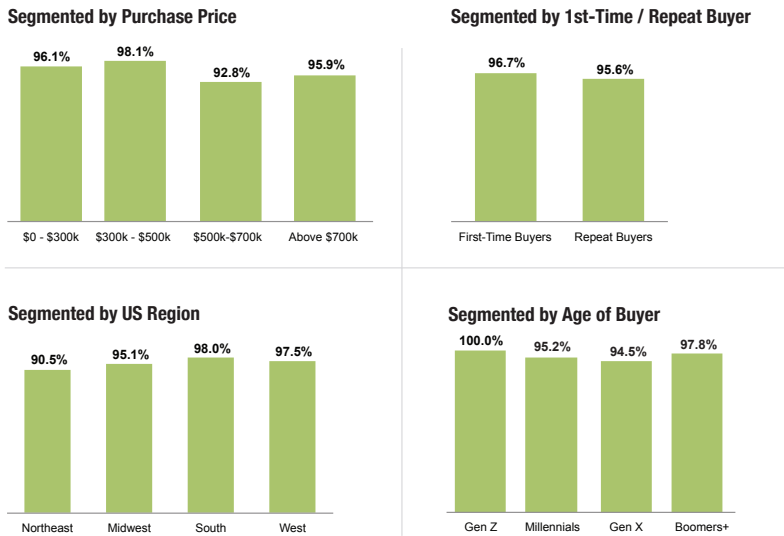 Segmented by Purchase Price
96.1%
98.1%
92.8%
95.9%
$0 - $300k
$300k - $500k
$500k-$700k
Above $700k
Segmented by 1st-Time / Repeat Buyer
96.7%
95.6%
First-Time Buyers
Repeat Buyers
Segmented by US Region
90.5%
95.1%
98.0%
97.5%
Northeast
Midwest
South
West
Segmented by Age of Buyer
100.0%
95.2%
94.5%
97.8%
Gen Z
Millennials
Gen X
Boomers+